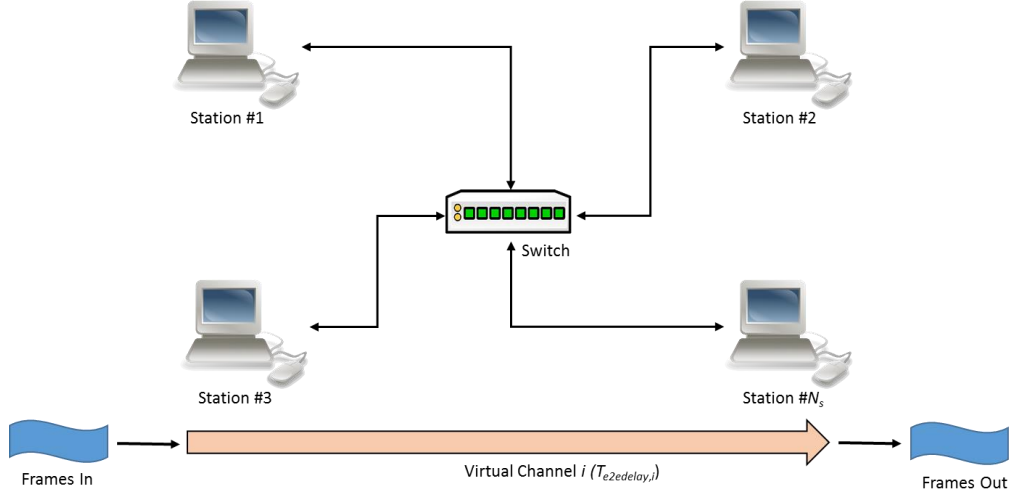 Station #1
Station #2
Switch
Station #3
Station #Ns
Frames In
Virtual Channel i (Te2edelay,i)
Frames Out